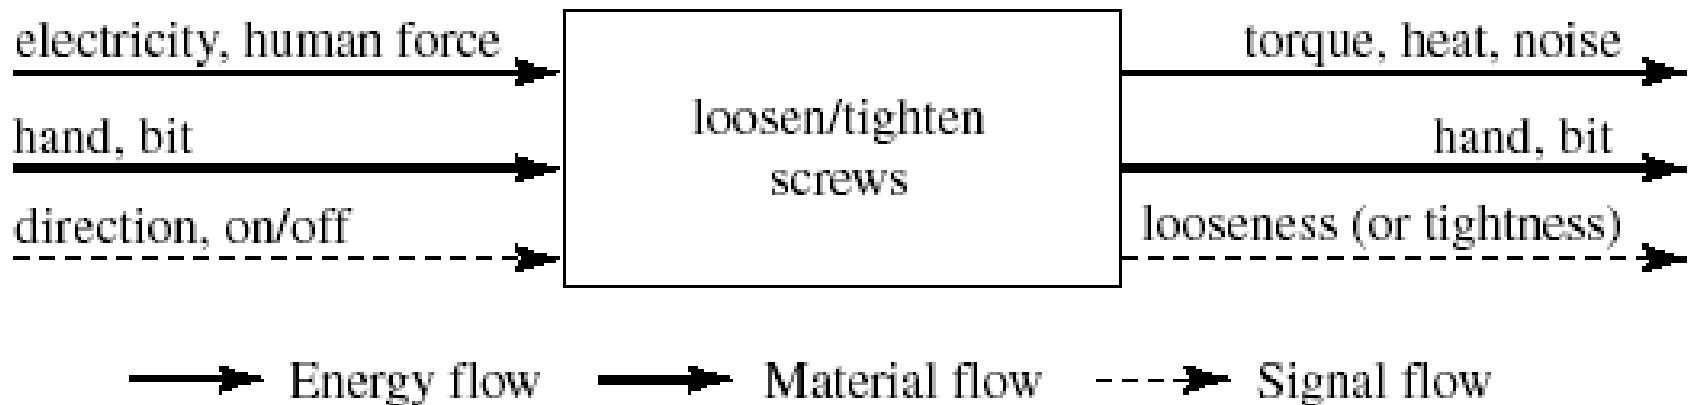 electricity, human force
torque, heat, noise
hand, bit
loosen/tighten
screws
hand, bit
direction, on/off
looseness (or tightness)
Energy flow
Material flow
Signal flow